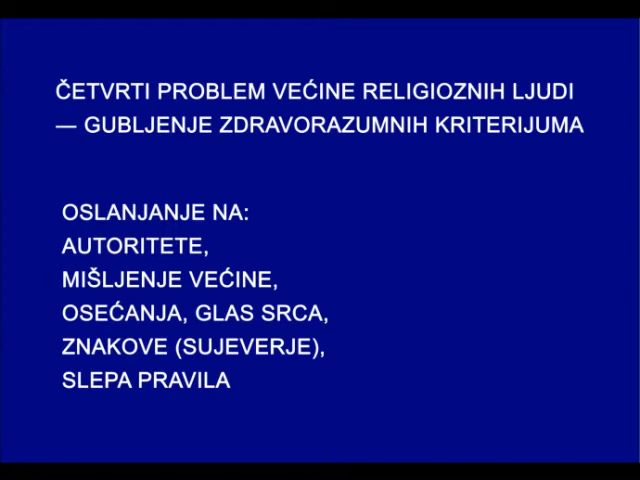 ČETVRTI PROBLEM VEĆINE RELIGIOZNIH LJUDI
— GUBLJENJE ZDRAVORAZUMNIH KRITERIJUMA
OSLANJANJE NA:
AUTORITETE,
MIŠLJENJE VEĆINE,
OSEĆANJA, GLAS SRCA,
ZNAKOVE (SUJEVERJE),
SLEPA PRAVILA